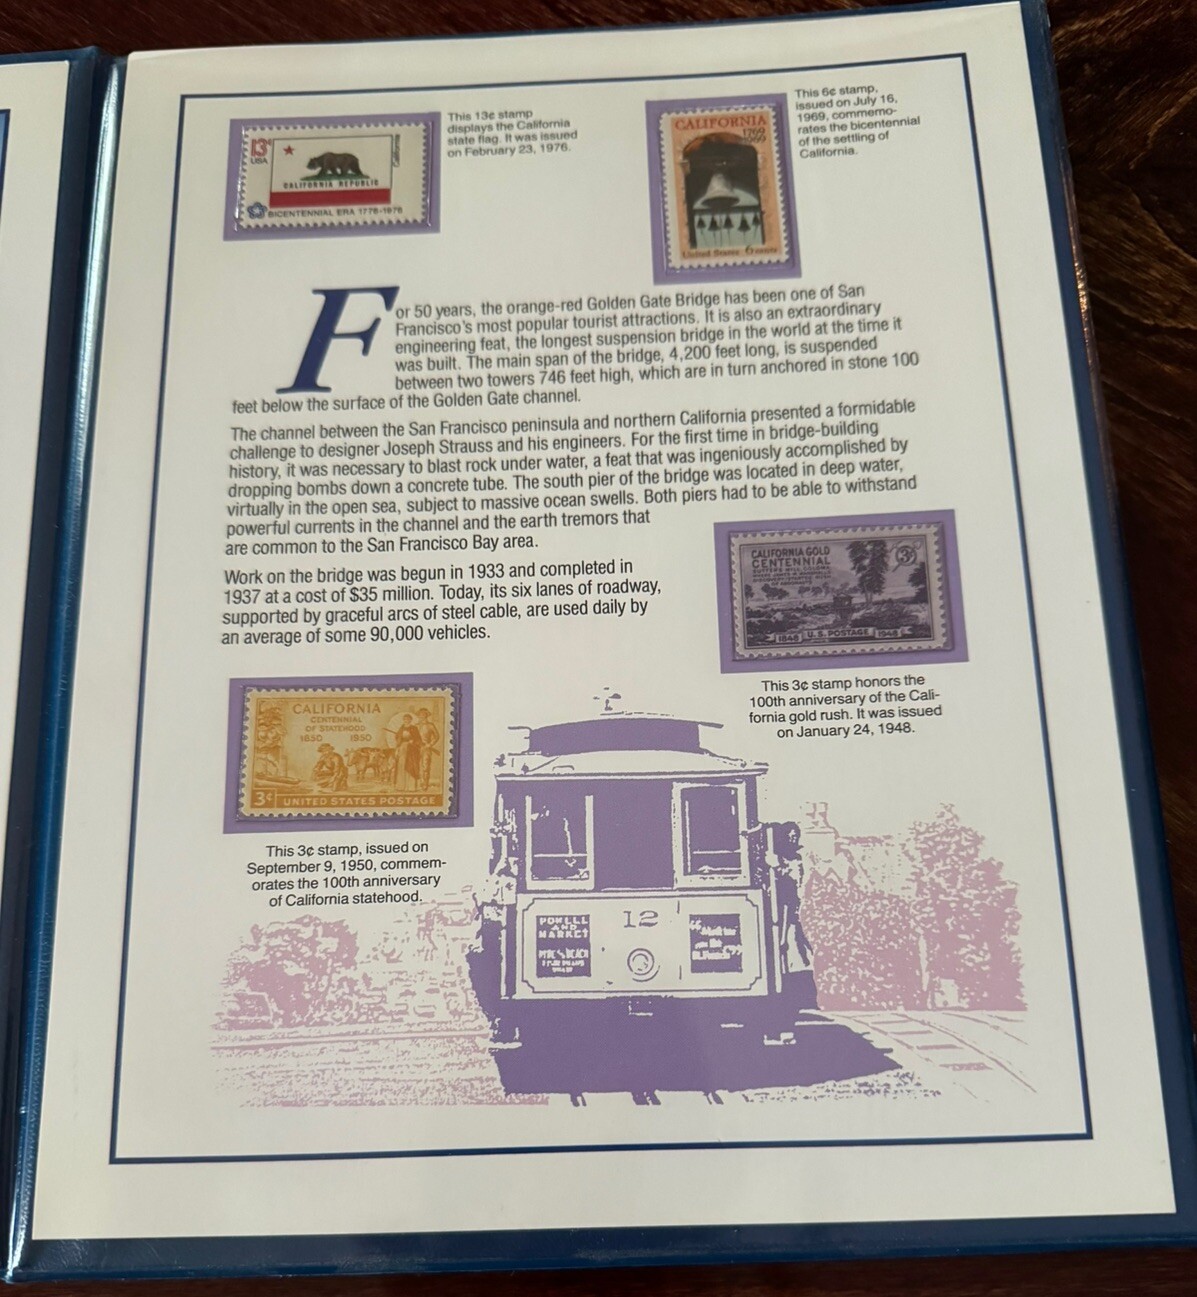 13¢
USA
California
CALIFORNIA REPUBLIC
BICENTENNIAL ERA 1776-1976
This 13¢ stamp
displays the California
state flag. It was issued
on February 23, 1976.
CALIFORNIA
1769
1969
United States 6 cents
This 6¢ stamp,
issued on July 16,
1969, commemo-
rates the bicentennial
of the settling of
California.
For 50 years, the orange-red Golden Gate Bridge has been one of San
Francisco's most popular tourist attractions. It is also an extraordinary
engineering feat, the longest suspension bridge in the world at the time it
was built. The main span of the bridge, 4,200 feet long, is suspended
between two towers 746 feet high, which are in turn anchored in stone 100
feet below the surface of the Golden Gate channel.
The channel between the San Francisco peninsula and northern California presented a formidable
challenge to designer Joseph Strauss and his engineers. For the first time in bridge-building
history, it was necessary to blast rock under water, a feat that was ingeniously accomplished by
dropping bombs down a concrete tube. The south pier of the bridge was located in deep water,
virtually in the open sea, subject to massive ocean swells. Both piers had to be able to withstand
powerful currents in the channel and the earth tremors that
are common to the San Francisco Bay area.
Work on the bridge was begun in 1933 and completed in
1937 at a cost of $35 million. Today, its six lanes of roadway,
supported by graceful arcs of steel cable, are used daily by
an average of some 90,000 vehicles.
CALIFORNIA GOLD
CENTENNIAL
3¢
1848 U.S. POSTAGE 1948
This 3¢ stamp honors the
100th anniversary of the Cali-
fornia gold rush. It was issued
on January 24, 1948.
CALIFORNIA
CENTENNIAL
OF STATEHOOD
1850 1950
3¢ UNITED STATES POSTAGE
This 3¢ stamp, issued on
September 9, 1950, commem-
orates the 100th anniversary
of California statehood.
POWELL
AND
MARKET
12